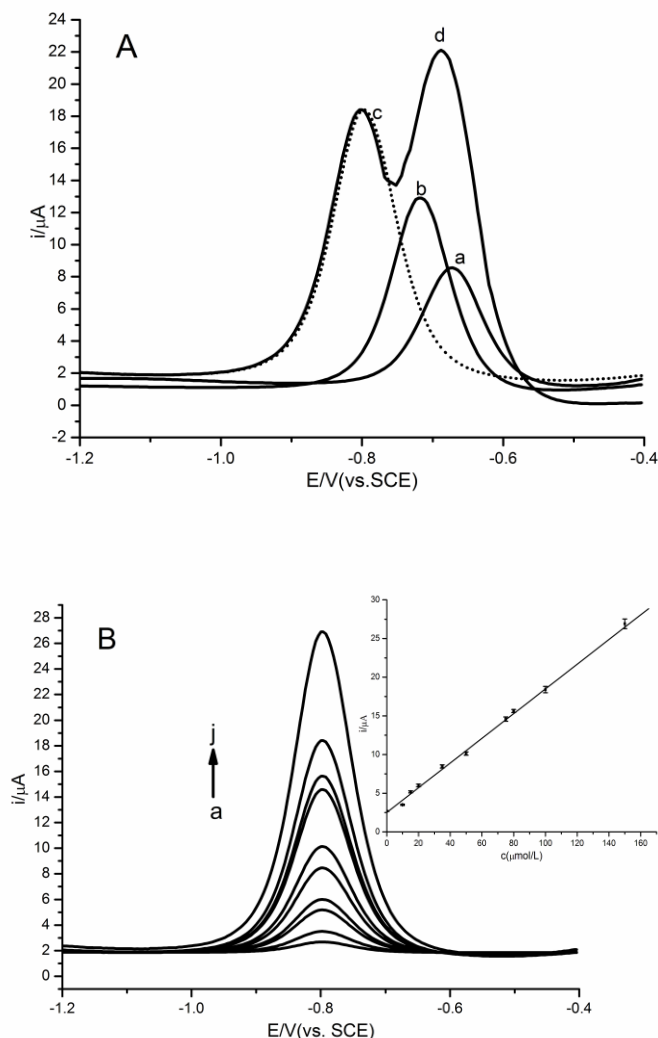 A
24
22
20
18
16
14
12
10
8
6
4
2
0
-2
i/μA
c
d
b
a
-1.2 -1.0 -0.8 -0.6 -0.4
E/V(vs.SCE)
B
28
26
24
22
20
18
16
14
12
10
8
6
4
2
0
i/μA
j
a
-1.2 -1.0 -0.8 -0.6 -0.4
E/V(vs. SCE)
30
25
20
15
10
5
0
i/μA
0 20 40 60 80 100 120 140 160
c(μmol/L)